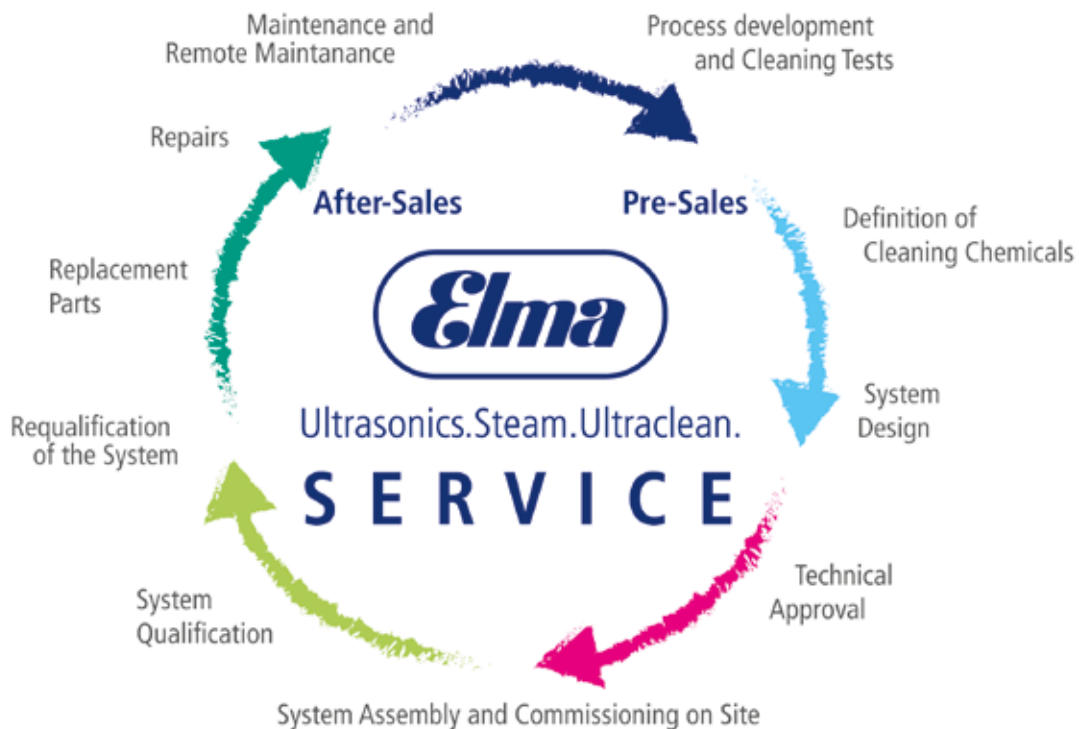 Maintenance and
Remote Maintanance
Process development
and Cleaning Tests
Repairs
After-Sales
Pre-Sales
Definition of
Cleaning Chemicals
Replacement
Parts
Elma
System
Design
Ultrasonics.Steam.Ultraclean.
Requalification
of the System
SERVICE
Technical
Approval
System
Qualification
System Assembly and Commissioning on Site